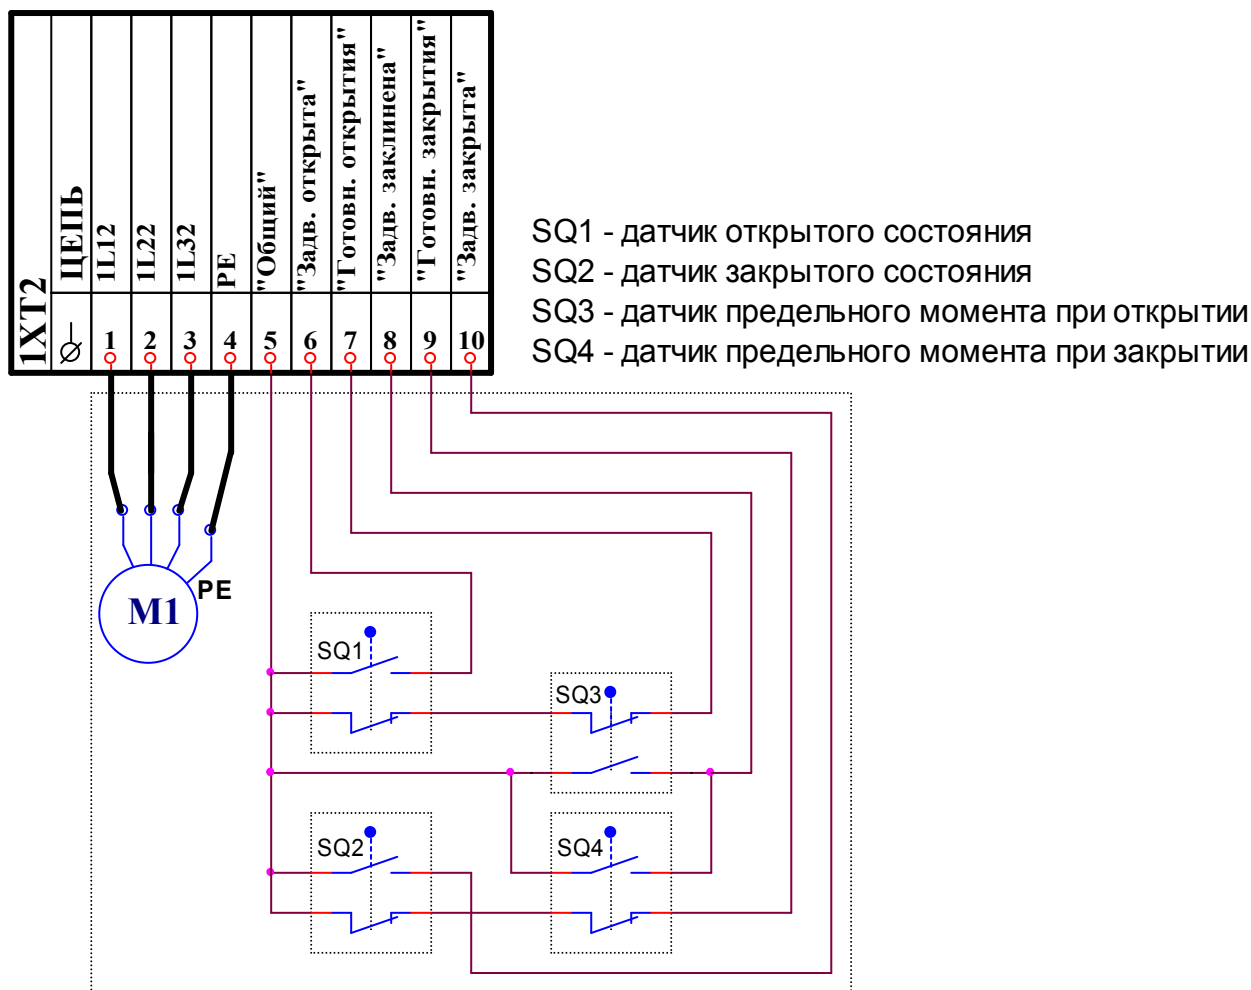 1XT2
ЦЕПЬ
1L12
1L22
1L32
PE
"Общий"
"Задв. открыта"
"Готовн. открытия"
"Задв. заклинена"
"Готовн. закрытия"
"Задв. закрыта"
1
2
3
4
5
6
7
8
9
10
SQ1 - датчик открытого состояния
SQ2 - датчик закрытого состояния
SQ3 - датчик предельного момента при открытии
SQ4 - датчик предельного момента при закрытии
PE
M1
SQ1
SQ3
SQ2
SQ4